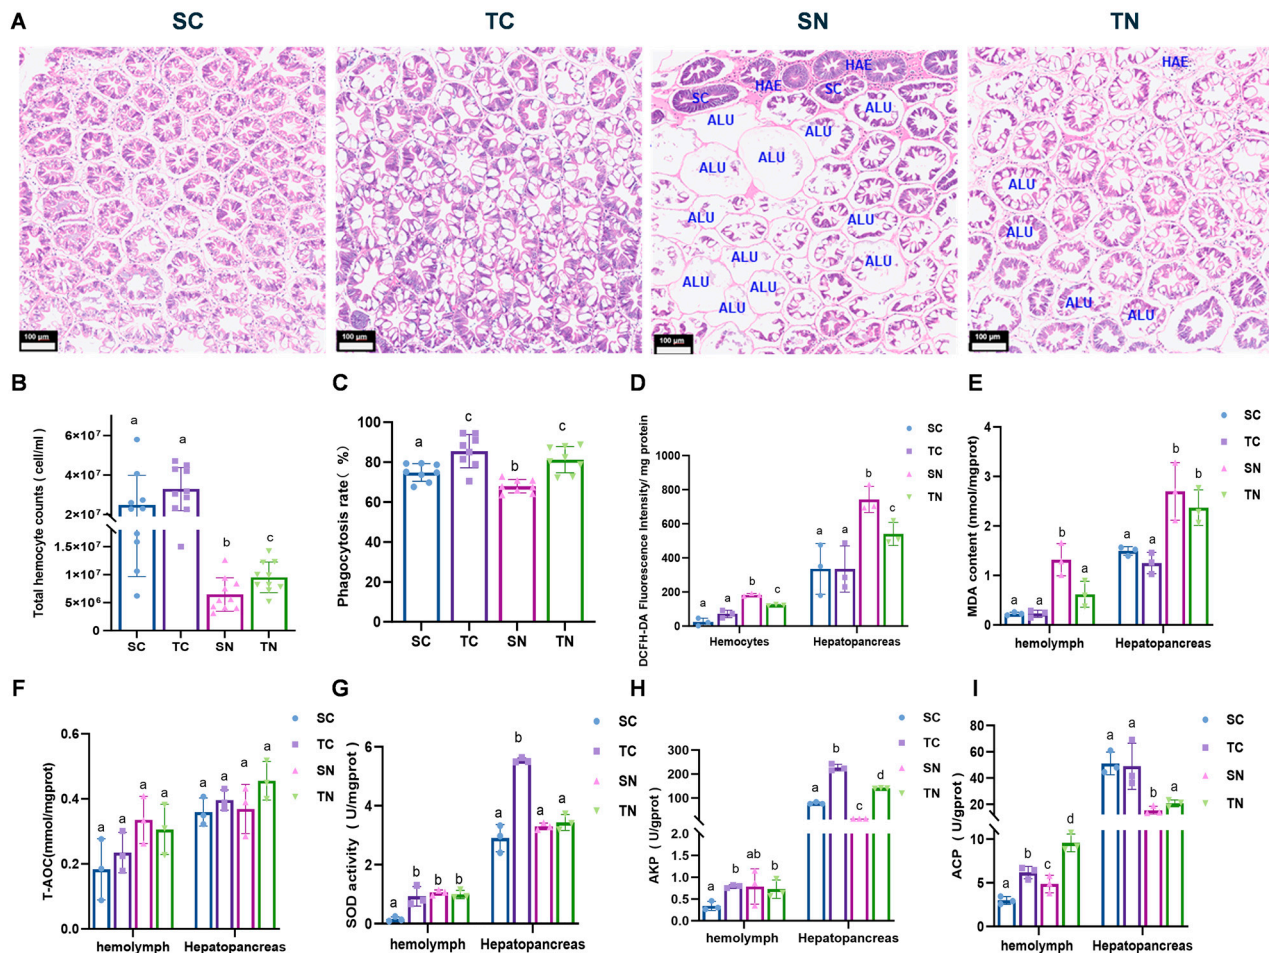 A SC TC SN TN
HAE
HAE
SC
SC
ALU
ALU
ALU
ALU
ALU
ALU
ALU
ALU
ALU
ALU
ALU
ALU
HAE
ALU
ALU
ALU
ALU
100 µm
100 µm
100 µm
100 µm
B
Total hemocyte counts ( cell/ml )
6×10⁷
4×10⁷
2×10⁷
1.5×10⁷
1×10⁷
5×10⁶
0
a a b c
SC TC SN TN
C
Phagocytosis rate ( %)
100
80
60
40
20
0
a c b c
SC TC SN TN
D
DCFH-DA Fluorescence Intensity/ mg protein
1000
800
600
400
200
0
a a b c a a b c
Hemocytes Hepatopancreas
SC
TC
SN
TN
E
MDA content (nmol/mgprot)
4
3
2
1
0
a a b a a a b b
hemolymph Hepatopancreas
SC
TC
SN
TN
F
T-AOC(mmol/mgprot)
0.6
0.4
0.2
0.0
a a a a a a a a
hemolymph Hepatopancreas
SC
TC
SN
TN
G
SOD activity ( U/mgprot)
6
4
2
0
a b b b a b a a
hemolymph Hepatopancreas
SC
TC
SN
TN
H
AKP ( U/gprot)
300
200
100
2.0
1.5
1.0
0.5
0.0
a b ab b a b c d
hemolymph Hepatopancreas
SC
TC
SN
TN
I
ACP ( U/gprot)
80
60
40
20
10
5
0
a b c d a a b a
hemolymph Hepatopancreas
SC
TC
SN
TN